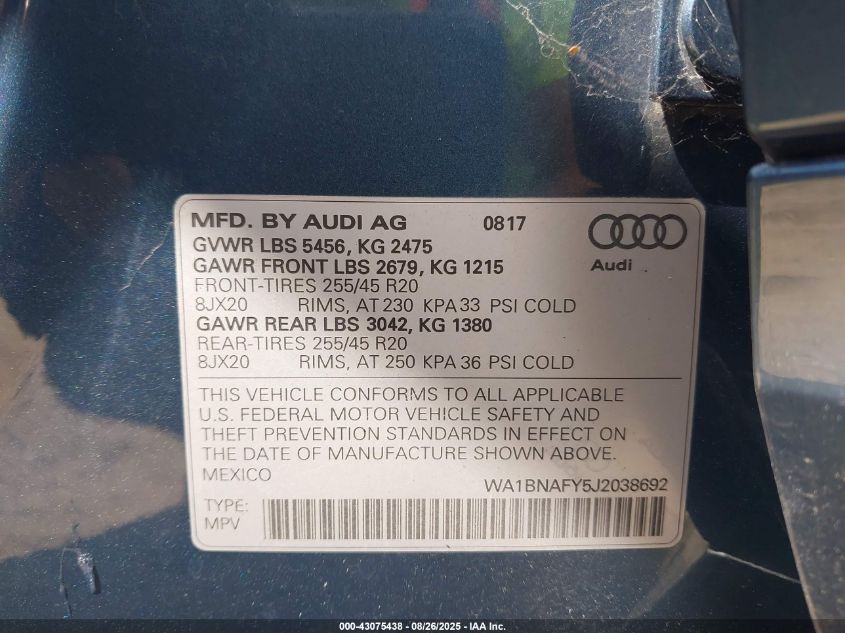 MFD. BY AUDI AG 0817
GVWR LBS 5456, KG 2475
GAWR FRONT LBS 2679, KG 1215
Audi
FRONT-TIRES 255/45 R20
8JX20 RIMS, AT 230 KPA 33 PSI COLD
GAWR REAR LBS 3042, KG 1380
REAR-TIRES 255/45 R20
8JX20 RIMS, AT 250 KPA 36 PSI COLD
THIS VEHICLE CONFORMS TO ALL APPLICABLE
U.S. FEDERAL MOTOR VEHICLE SAFETY AND
THEFT PREVENTION STANDARDS IN EFFECT ON
THE DATE OF MANUFACTURE SHOWN ABOVE.
MEXICO
WA1BNAFY5J2038692
TYPE:
MPV
000-43075438 - 08/26/2025 - IAA Inc.